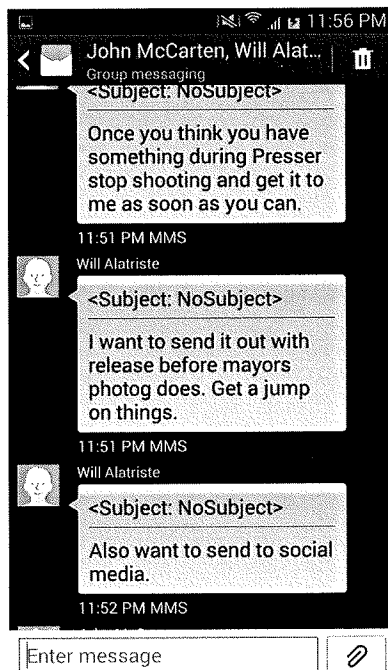 11:56 PM
John McCarten, Will Alat...
Group messaging
<Subject: NoSubject>
Once you think you have
something during Presser
stop shooting and get it to
me as soon as you can.
11:51 PM MMS
Will Alatriste
<Subject: NoSubject>
I want to send it out with
release before mayors
photog does. Get a jump
on things.
11:51 PM MMS
Will Alatriste
<Subject: NoSubject>
Also want to send to social
media.
11:52 PM MMS
Enter message